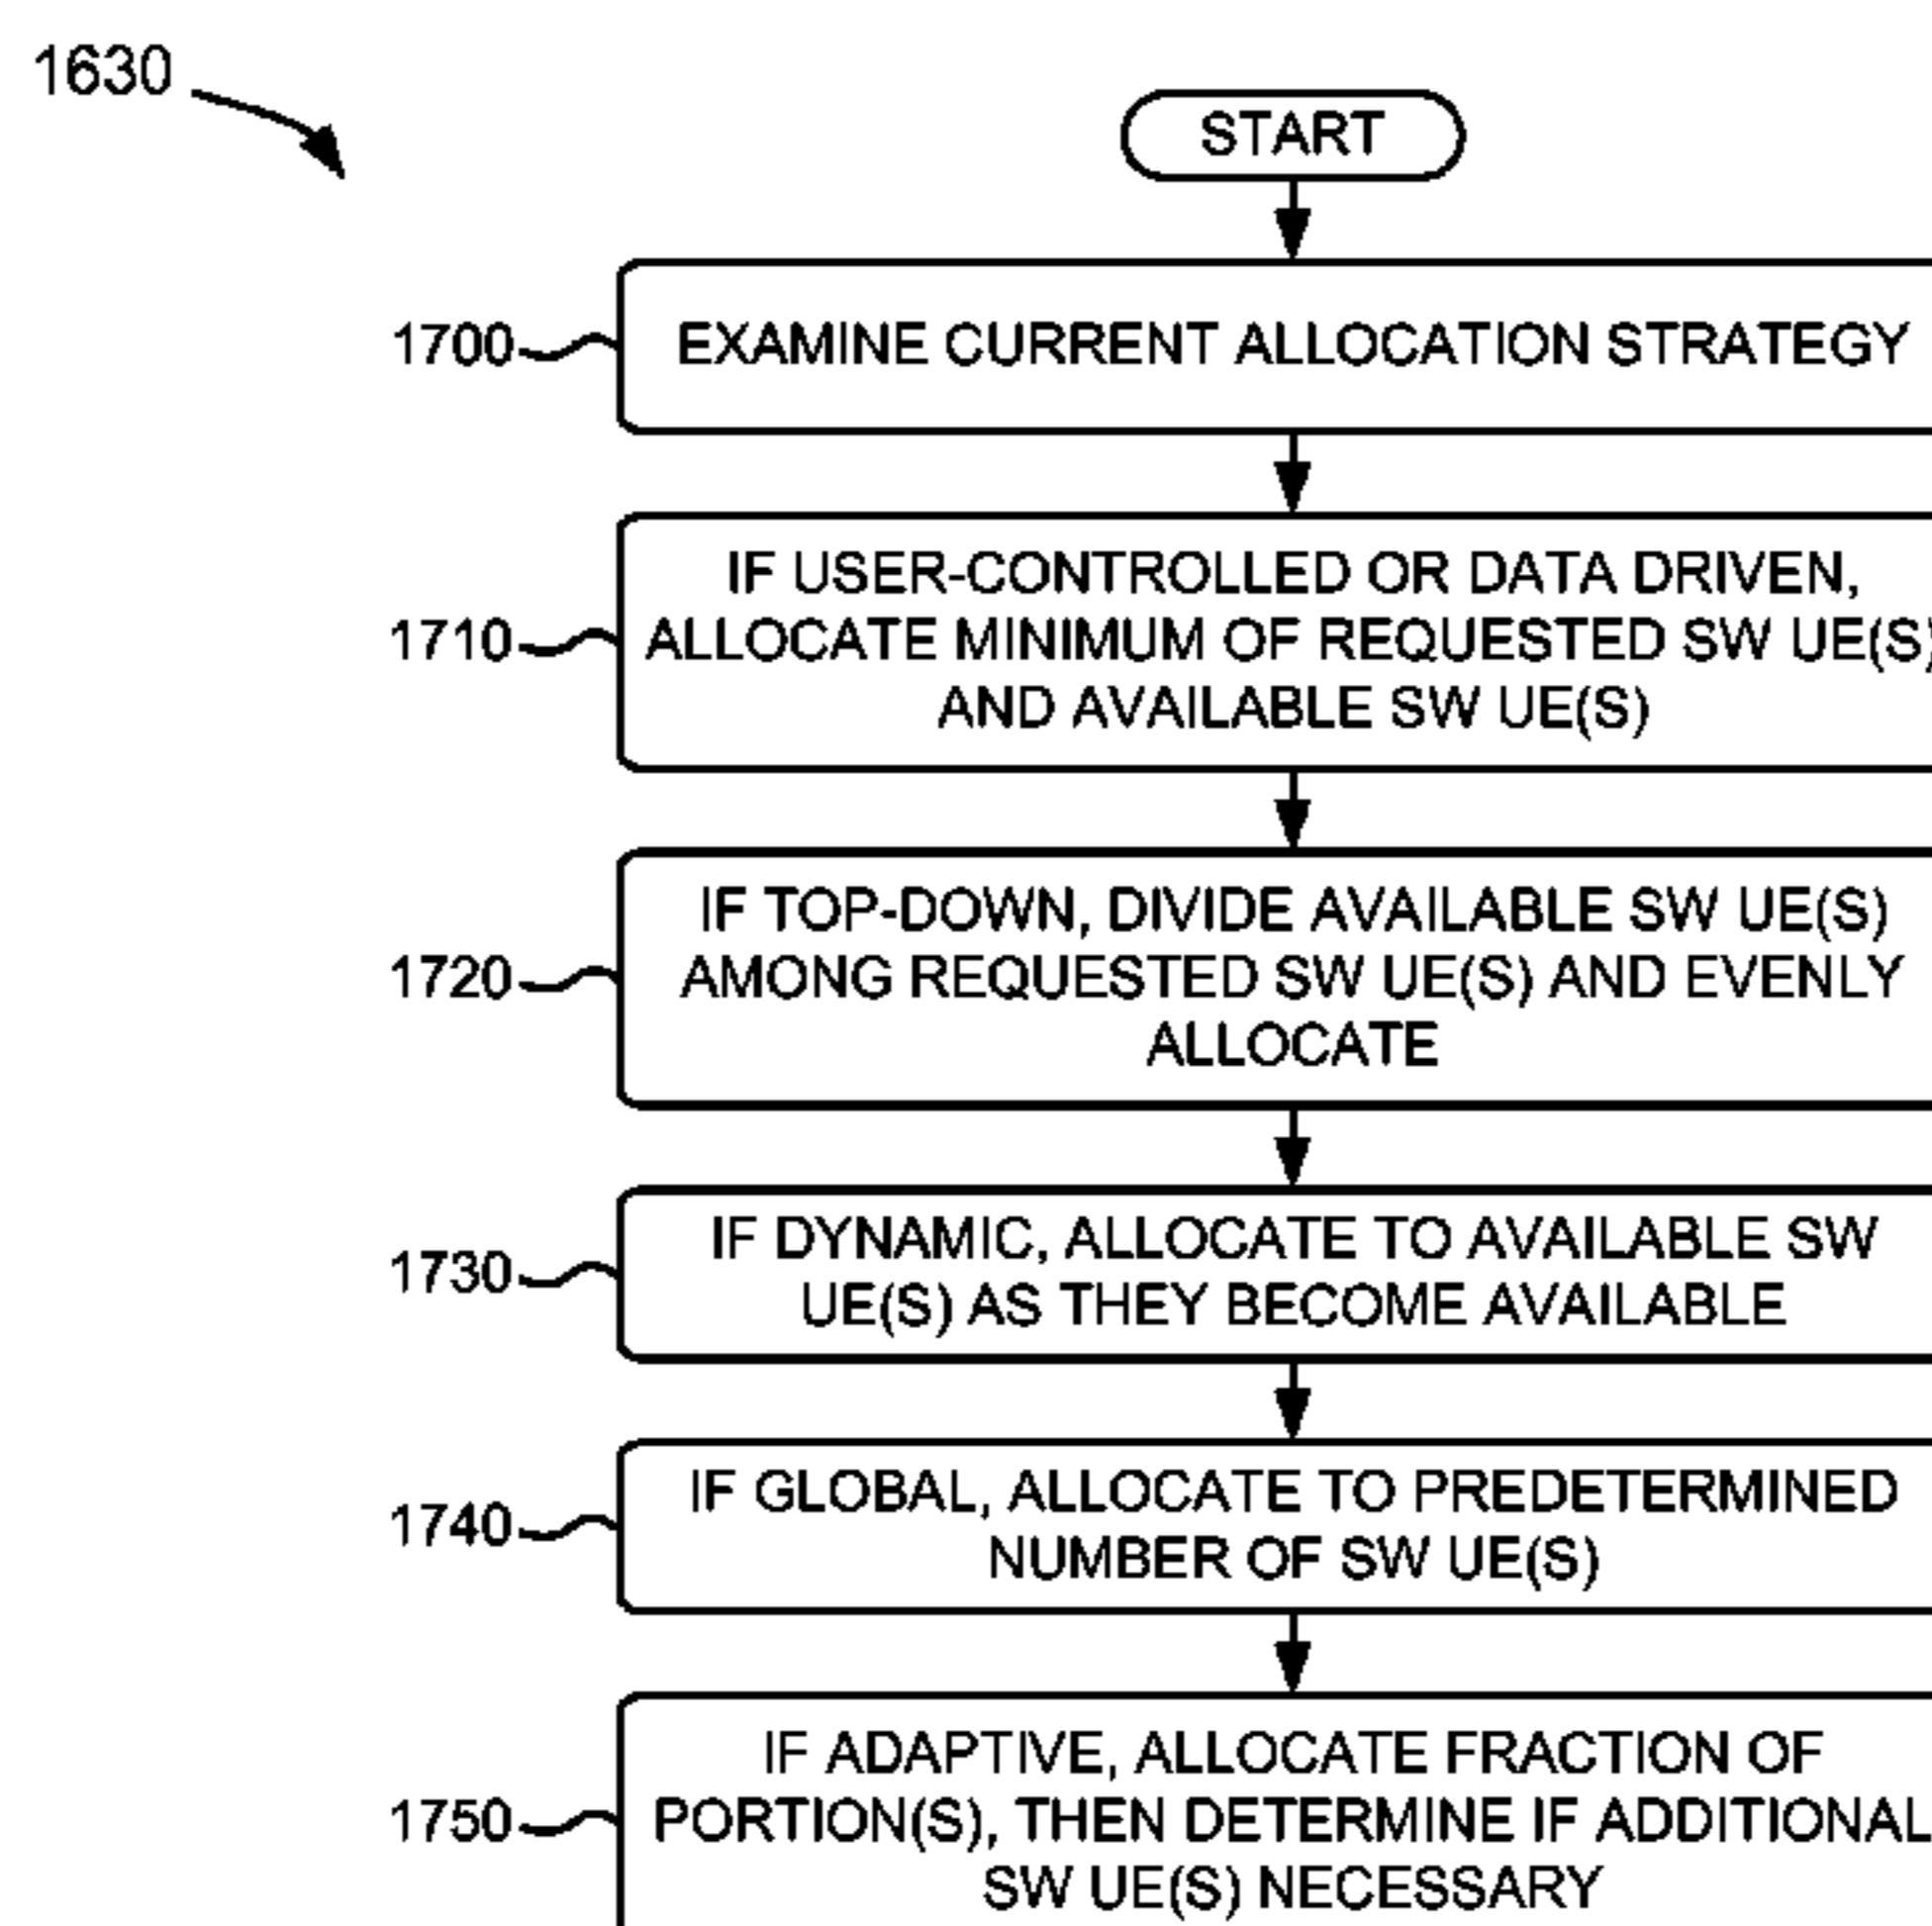 1630
START
1700
EXAMINE CURRENT ALLOCATION STRATEGY
1710
IF USER-CONTROLLED OR DATA DRIVEN,
ALLOCATE MINIMUM OF REQUESTED SW UE(S)
AND AVAILABLE SW UE(S)
1720
IF TOP-DOWN, DIVIDE AVAILABLE SW UE(S)
AMONG REQUESTED SW UE(S) AND EVENLY
ALLOCATE
1730
IF DYNAMIC, ALLOCATE TO AVAILABLE SW
UE(S) AS THEY BECOME AVAILABLE
1740
IF GLOBAL, ALLOCATE TO PREDETERMINED
NUMBER OF SW UE(S)
1750
IF ADAPTIVE, ALLOCATE FRACTION OF
PORTION(S), THEN DETERMINE IF ADDITIONAL
SW UE(S) NECESSARY